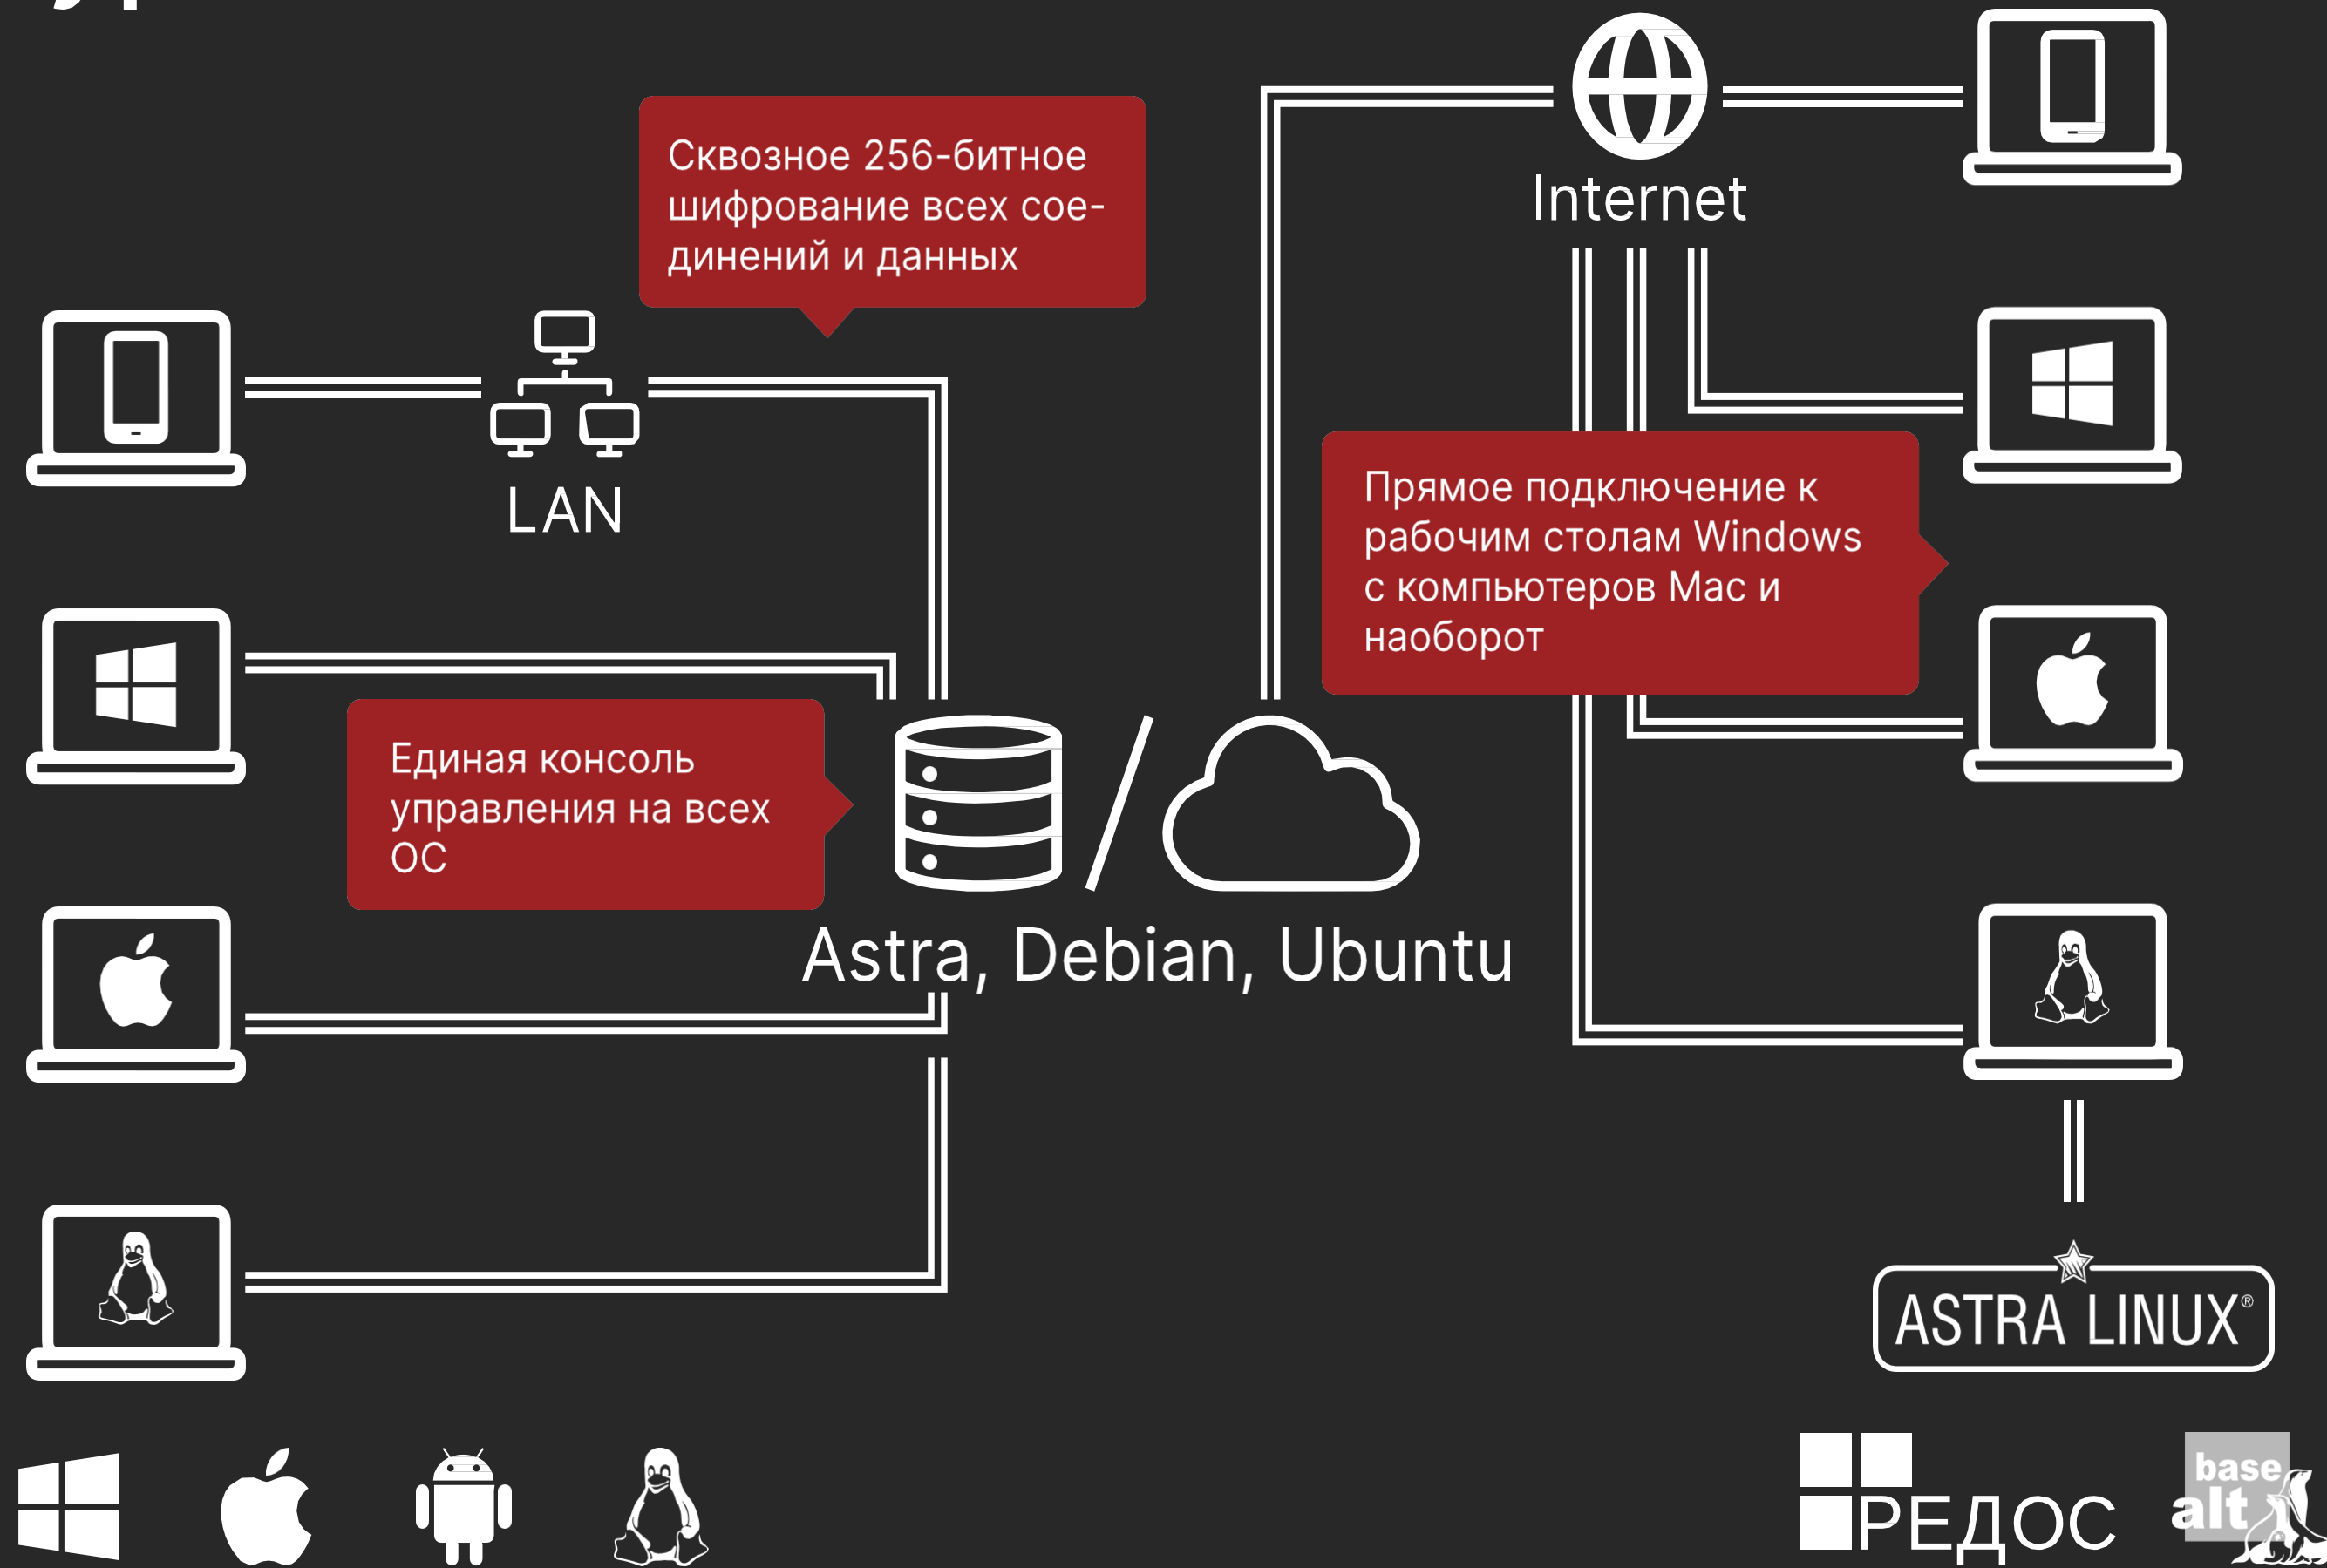 Сквозное 256-битное
шифрование всех сое-
динений и данных
Internet
LAN
Прямое подключение к
рабочим столам Windows
с компьютеров Mac и
наоборот
Единая консоль
управления на всех
ОС
Astra, Debian, Ubuntu
ASTRA LINUX®
РЕДОС
base
alt